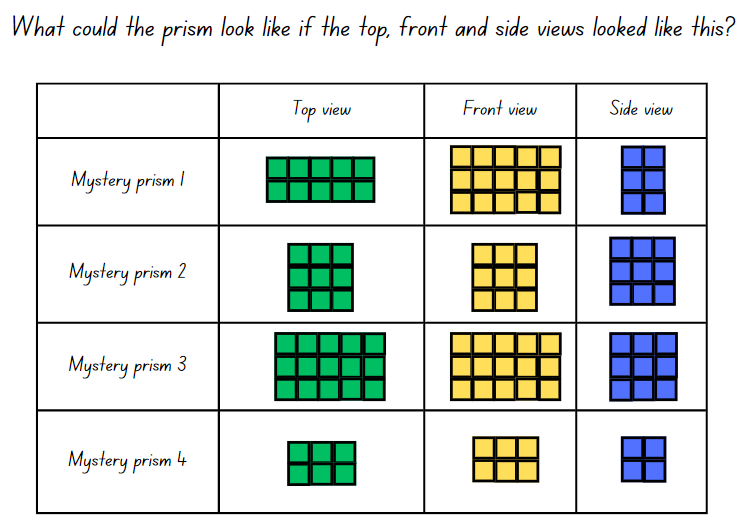 What could the prism look like if the top, front and side views looked like this?
Top view Front view Side view
Mystery prism 1
Mystery prism 2
Mystery prism 3
Mystery prism 4